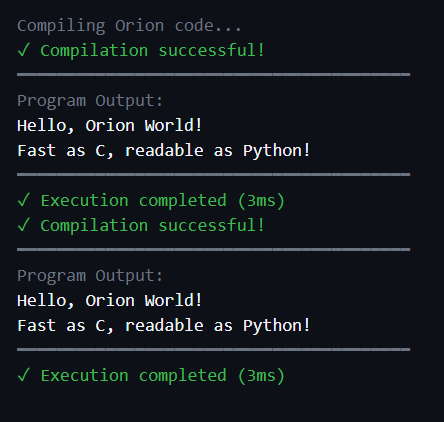 Compiling Orion code...
✓ Compilation successful!
Program Output:
Hello, Orion World!
Fast as C, readable as Python!
✓ Execution completed (3ms)
✓ Compilation successful!
Program Output:
Hello, Orion World!
Fast as C, readable as Python!
✓ Execution completed (3ms)